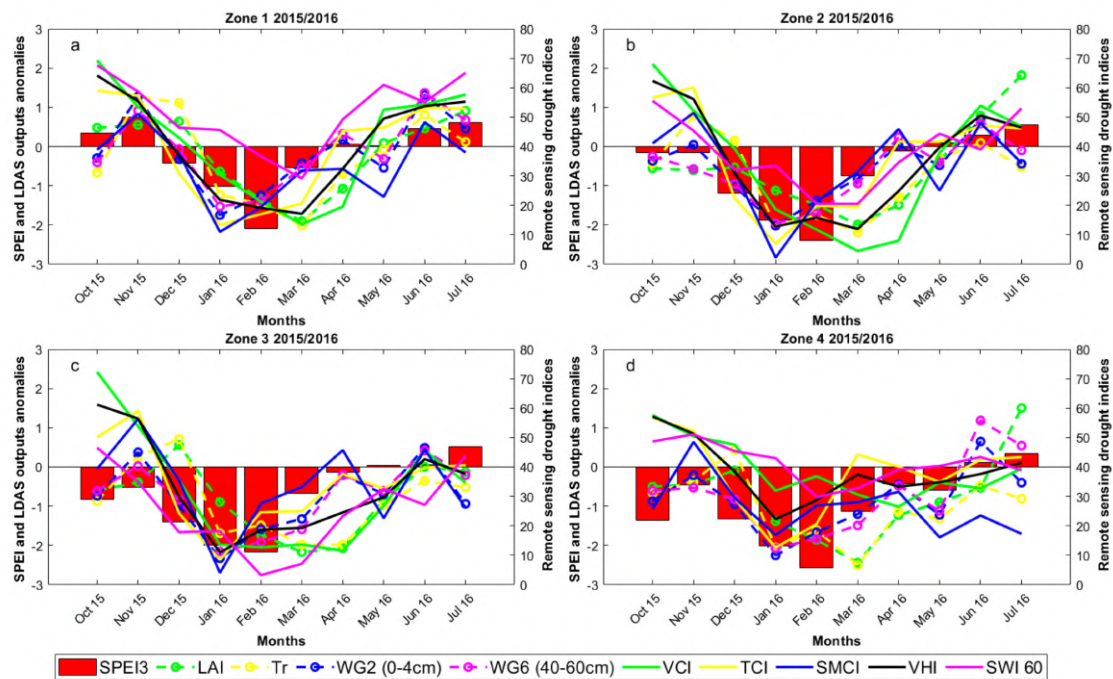 Zone 1 2015/2016
a
SPEI and LDAS outputs anomalies
3
2
1
0
-1
-2
-3
80
70
60
50
40
30
20
10
0
Remote sensing drought indices
Oct 15 Nov 15 Dec 15 Jan 16 Feb 16 Mar 16 Apr 16 May 16 Jun 16 Jul 16
Months
Zone 2 2015/2016
b
SPEI and LDAS outputs anomalies
3
2
1
0
-1
-2
-3
80
70
60
50
40
30
20
10
0
Remote sensing drought indices
Oct 15 Nov 15 Dec 15 Jan 16 Feb 16 Mar 16 Apr 16 May 16 Jun 16 Jul 16
Months
Zone 3 2015/2016
c
SPEI and LDAS outputs anomalies
3
2
1
0
-1
-2
-3
80
70
60
50
40
30
20
10
0
Remote sensing drought indices
Oct 15 Nov 15 Dec 15 Jan 16 Feb 16 Mar 16 Apr 16 May 16 Jun 16 Jul 16
Months
Zone 4 2015/2016
d
SPEI and LDAS outputs anomalies
3
2
1
0
-1
-2
-3
80
70
60
50
40
30
20
10
0
Remote sensing drought indices
Oct 15 Nov 15 Dec 15 Jan 16 Feb 16 Mar 16 Apr 16 May 16 Jun 16 Jul 16
Months
SPEI3 LAI Tr WG2 (0-4cm) WG6 (40-60cm) VCI TCI SMCI VHI SWI 60